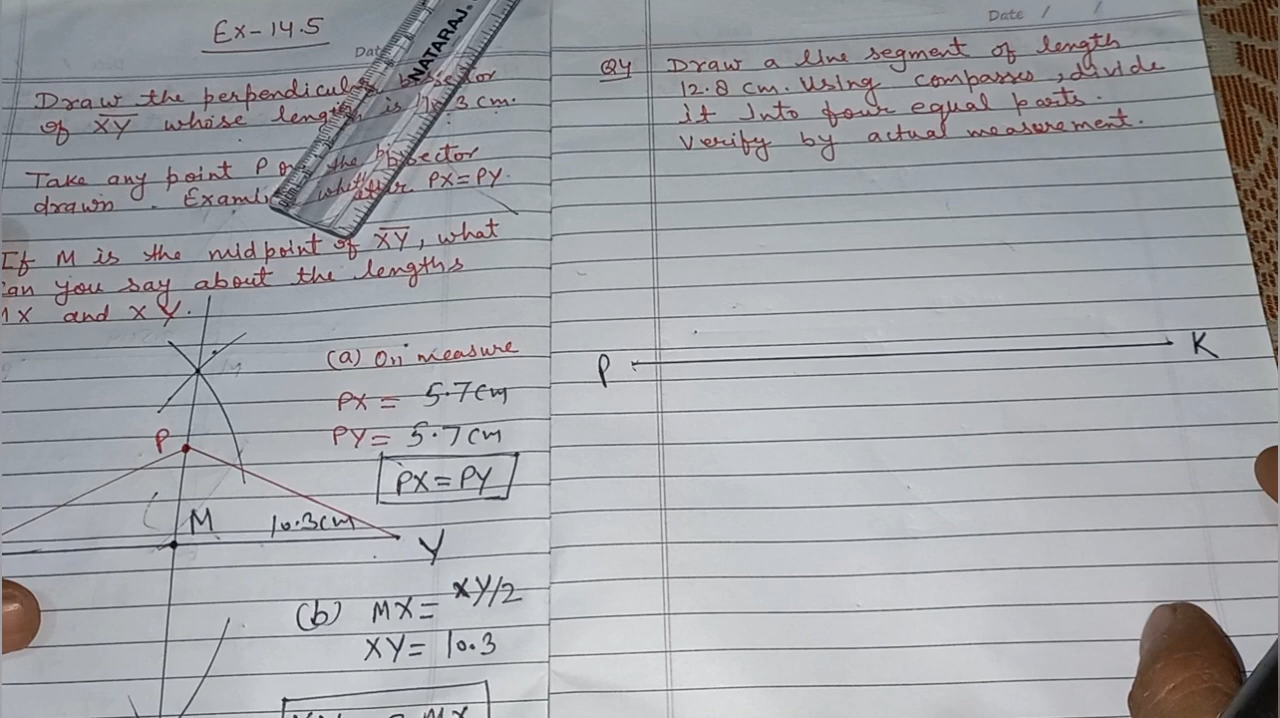 Ex-14.5
Date
NATARAJ
Draw the perpendicular bisector
of XY whose length is 10.3 cm.
Take any point P on the bisector
drawn. Examine whether PX=PY.
If M is the midpoint of XY, what
can you say about the lengths
MX and XY.
(a) On measure
PX = 5.7cm
PY = 5.7cm
PX=PY
P
M
10.3cm
Y
(b) MX = XY/2
XY = 10.3
Date / /
Q4 Draw a line segment of length
12.8 cm. Using compasses, divide
it into four equal parts.
Verify by actual measurement.
P
K